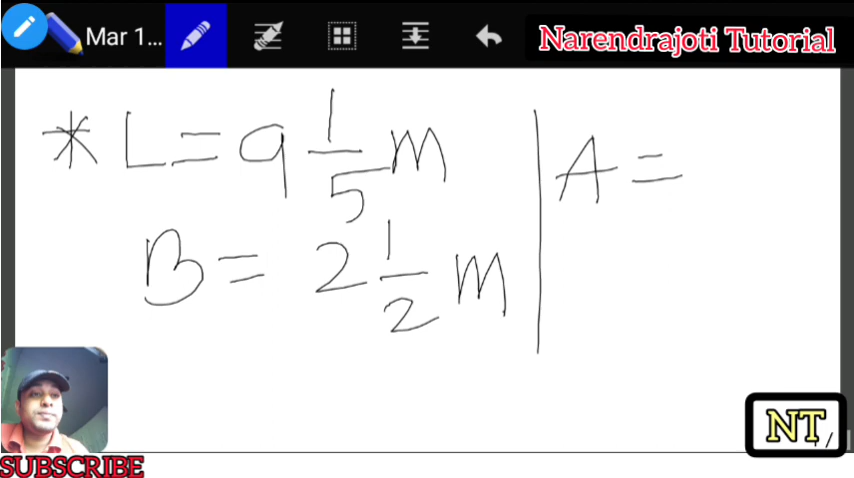 Mar 1...
Narendrajoti Tutorial
* L = 9 1/5 m
A =
B = 2 1/2 m
NT
SUBSCRIBE